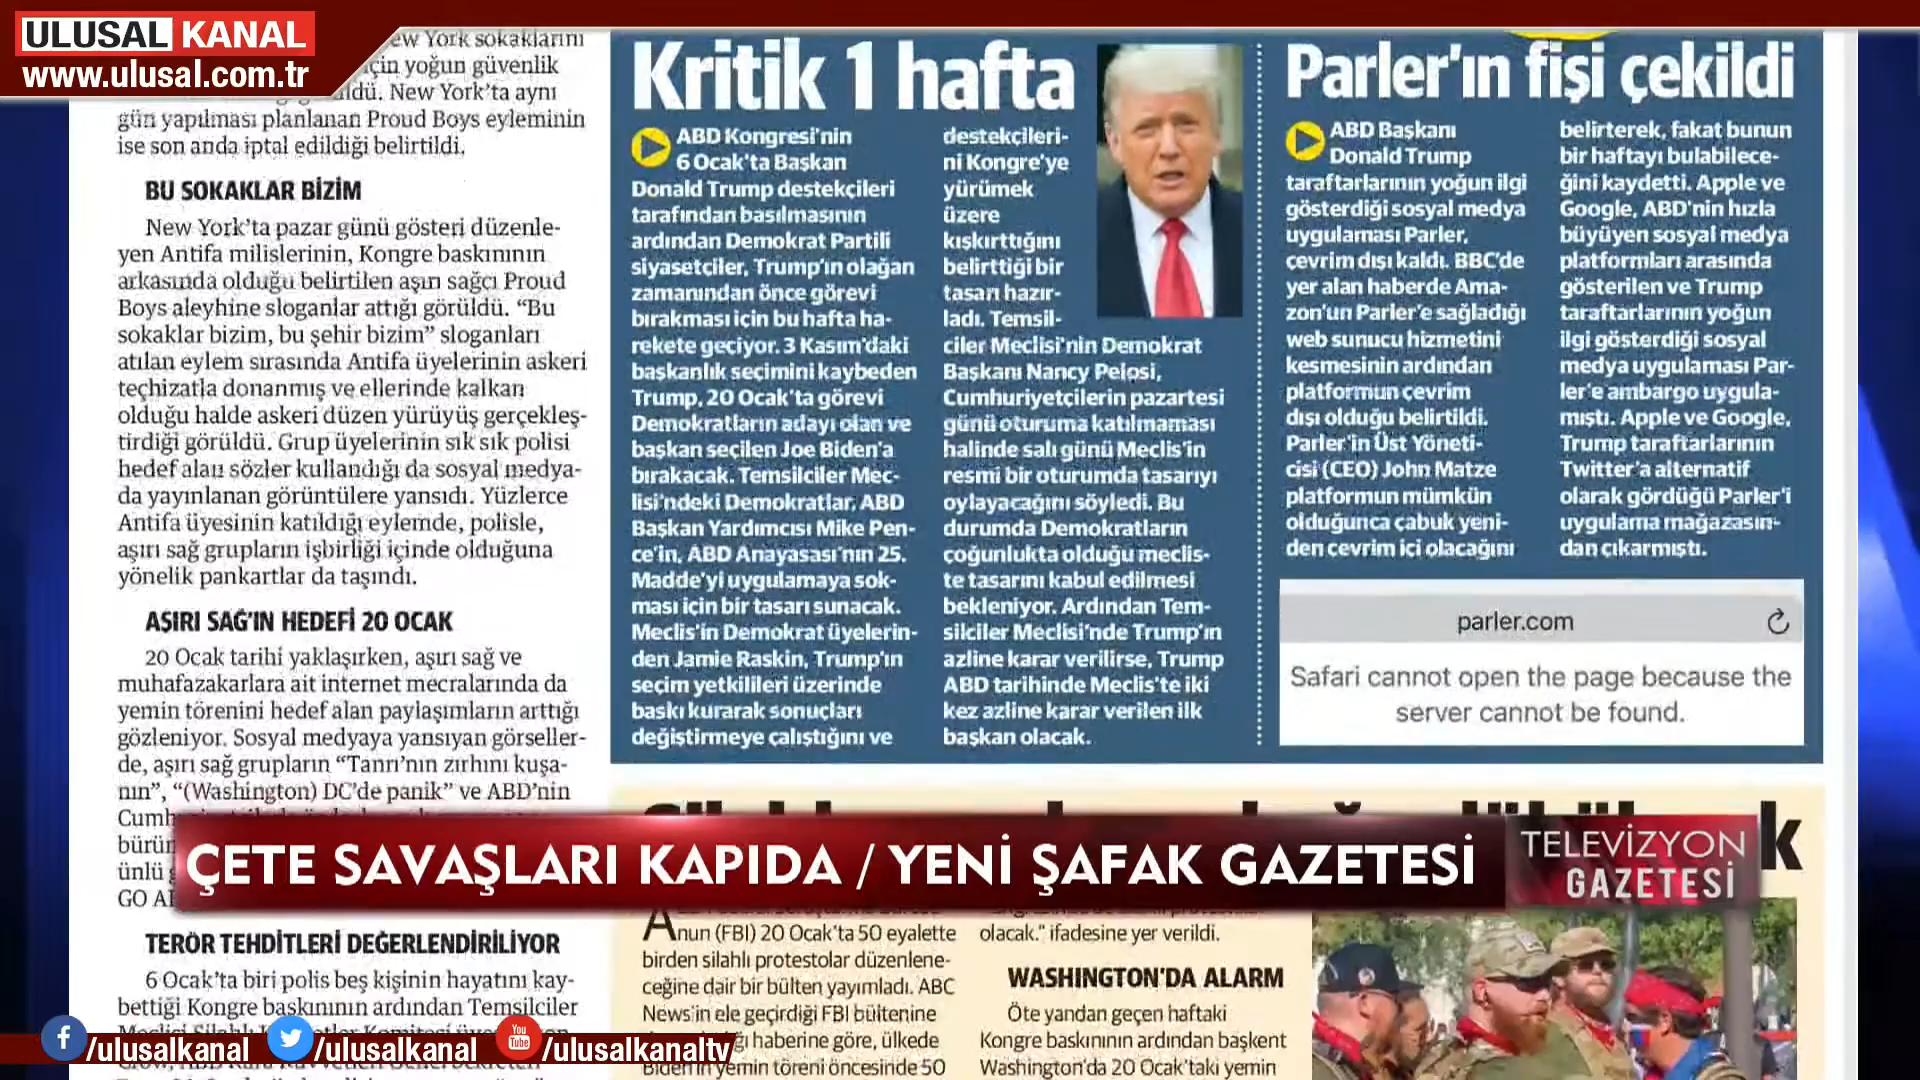 ULUSAL KANAL
www.ulusal.com.tr
ew York sokaklarını
için yoğun güvenlik
ldü. New York’ta aynı
gün yapılması planlanan Proud Boys eyleminin
ise son anda iptal edildiği belirtildi.
BU SOKAKLAR BİZİM
New York’ta pazar günü gösteri düzenle-
yen Antifa milislerinin, Kongre baskınının
arkasında olduğu belirtilen aşırı sağcı Proud
Boys aleyhine sloganlar attığı görüldü. “Bu
sokaklar bizim, bu şehir bizim” sloganları
atılan eylem sırasında Antifa üyelerinin askeri
teçhizatla donanmış ve ellerinde kalkan
olduğu halde askeri düzen yürüyüş gerçekleş-
tirdiği görüldü. Grup üyelerinin sık sık polisi
hedef alan sözler kullandığı da sosyal medya-
da yayınlanan görüntülere yansıdı. Yüzlerce
Antifa üyesinin katıldığı eylemde, polisle,
aşırı sağ grupların işbirliği içinde olduğuna
yönelik pankartlar da taşındı.
AŞIRI SAĞ’IN HEDEFİ 20 OCAK
20 Ocak tarihi yaklaşırken, aşırı sağ ve
muhafazakarlara ait internet mecralarında da
yemin törenini hedef alan paylaşımların arttığı
gözleniyor. Sosyal medyaya yansıyan görseller-
de, aşırı sağ grupların “Tanrı’nın zırhını kuşa-
nın”, “(Washington) DC’de panik” ve ABD’nin
Cumh
bürün
ünlü
GO A
TERÖR TEHDİTLERİ DEĞERLENDİRİLİYOR
6 Ocak’ta biri polis beş kişinin hayatını kay-
bettiği Kongre baskınının ardından Temsilciler
Kritik 1 hafta
ABD Kongresi’nin
6 Ocak’ta Başkan
Donald Trump destekçileri
tarafından basılmasının
ardından Demokrat Partili
siyasetçiler, Trump’ın olağan
zamanından önce görevi
bırakması için bu hafta ha-
rekete geçiyor. 3 Kasım’daki
başkanlık seçimini kaybeden
Trump, 20 Ocak’ta görevi
Demokratların adayı olan ve
başkan seçilen Joe Biden’a
bırakacak. Temsilciler Mec-
lisi’ndeki Demokratlar, ABD
Başkan Yardımcısı Mike Pen-
ce’in, ABD Anayasası’nın 25.
Madde’yi uygulamaya sok-
ması için bir tasarı sunacak.
Meclis’in Demokrat üyelerin-
den Jamie Raskin, Trump’ın
seçim yetkilileri üzerinde
baskı kurarak sonuçları
değiştirmeye çalıştığını ve
destekçileri-
ni Kongre’ye
yürümek
üzere
kışkırttığını
belirttiği bir
tasarı hazır-
ladı. Temsil-
ciler Meclisi’nin Demokrat
Başkanı Nancy Pelosi,
Cumhuriyetçilerin pazartesi
günü oturuma katılmaması
halinde salı günü Meclis’in
resmi bir oturumda tasarıyı
oylayacağını söyledi. Bu
durumda Demokratların
çoğunlukta olduğu meclis-
te tasarını kabul edilmesi
bekleniyor. Ardından Tem-
silciler Meclisi’nde Trump’ın
azline karar verilirse, Trump
ABD tarihinde Meclis’te iki
kez azline karar verilen ilk
başkan olacak.
Parler’ın fişi çekildi
ABD Başkanı
Donald Trump
taraftarlarının yoğun ilgi
gösterdiği sosyal medya
uygulaması Parler,
çevrim dışı kaldı. BBC’de
yer alan haberde Ama-
zon’un Parler’e sağladığı
web sunucu hizmetini
kesmesinin ardından
platformun çevrim
dışı olduğu belirtildi.
Parler’in Üst Yöneti-
cisi (CEO) John Matze
platformun mümkün
olduğunca çabuk yeni-
den çevrim içi olacağını
belirterek, fakat bunun
bir haftayı bulabilece-
ğini kaydetti. Apple ve
Google, ABD’nin hızla
büyüyen sosyal medya
platformları arasında
gösterilen ve Trump
taraftarlarının yoğun
ilgi gösterdiği sosyal
medya uygulaması Par-
ler’e ambargo uygula-
mıştı. Apple ve Google,
Trump taraftarlarının
Twitter’a alternatif
olarak gördüğü Parler’i
uygulama mağazasın-
dan çıkarmıştı.
parler.com
Safari cannot open the page because the
server cannot be found.
ÇETE SAVAŞLARI KAPIDA / YENİ ŞAFAK GAZETESİ
TELEVİZYON
GAZETESİ
nun (FBI) 20 Ocak’ta 50 eyalette
birden silahlı protestolar düzenlene-
ceğine dair bir bülten yayımladı. ABC
News’in ele geçirdiği FBI bültenine
ğı haberine göre, ülkede
Biden’ın yemin töreni öncesinde 50
olacak.” ifadesine yer verildi.
WASHINGTON’DA ALARM
Öte yandan geçen haftaki
Kongre baskınının ardından başkent
Washington’da 20 Ocak’taki yemin
/ulusalkanal
/ulusalkanal
You Tube
/ulusalkanaltv